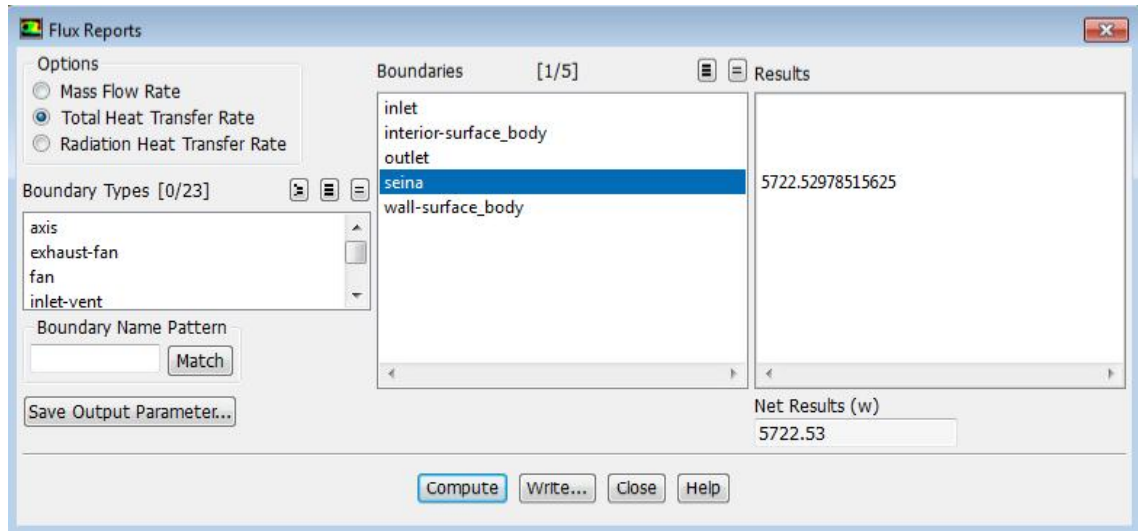 Flux Reports
Options
Mass Flow Rate
Total Heat Transfer Rate
Radiation Heat Transfer Rate
Boundary Types [0/23]
axis
exhaust-fan
fan
inlet-vent
Boundary Name Pattern
Match
Save Output Parameter...
Boundaries [1/5]
inlet
interior-surface_body
outlet
seina
wall-surface_body
Results
5722.52978515625
Net Results (w)
5722.53
Compute Write... Close Help